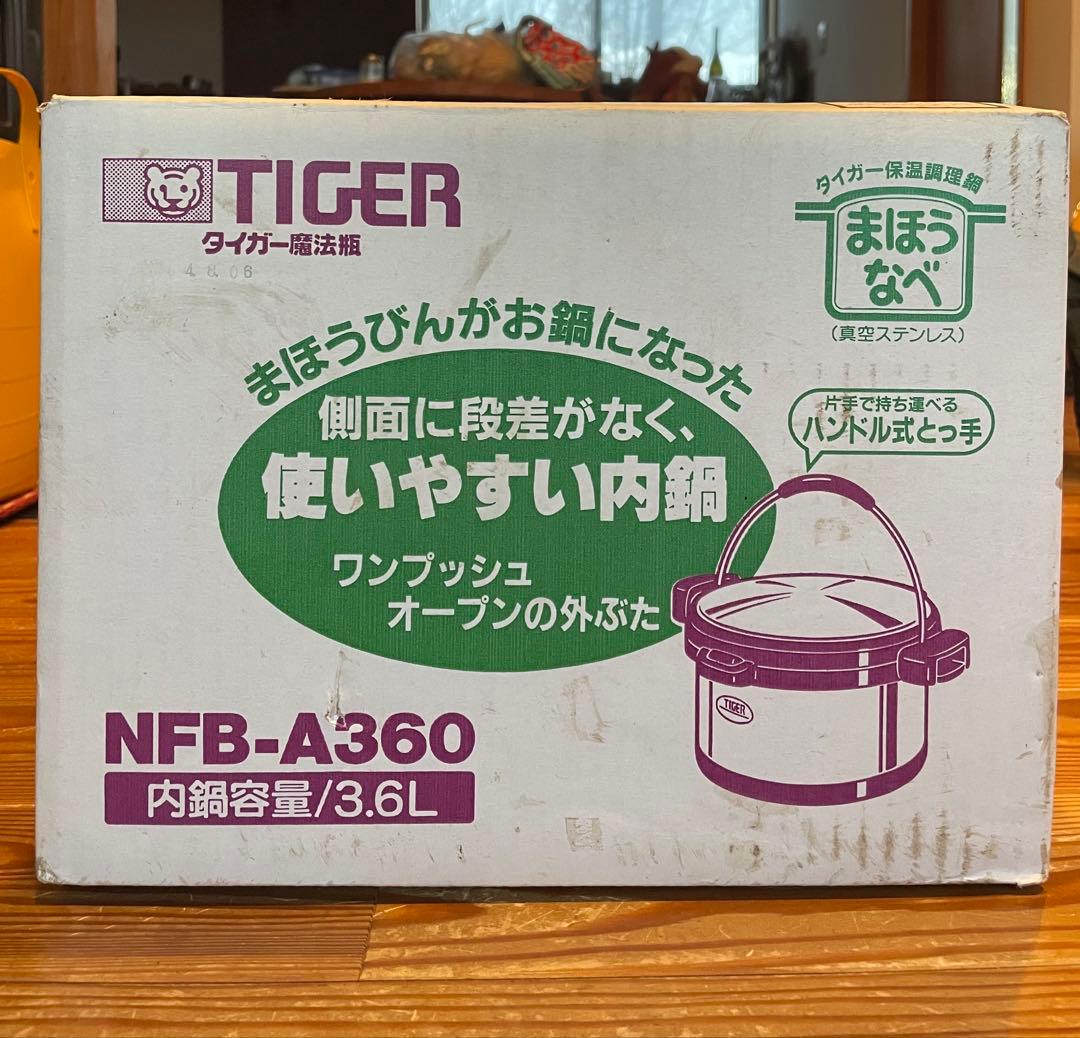 TIGER
タイガー魔法瓶
4.8.06
タイガー保温調理鍋
まほう
なべ
(真空ステンレス)
まほうびんがお鍋になった
側面に段差がなく、
使いやすい内鍋
ワンプッシュ
オープンの外ぶた
片手で持ち運べる
ハンドル式とっ手
TIGER
NFB-A360
内鍋容量/3.6L